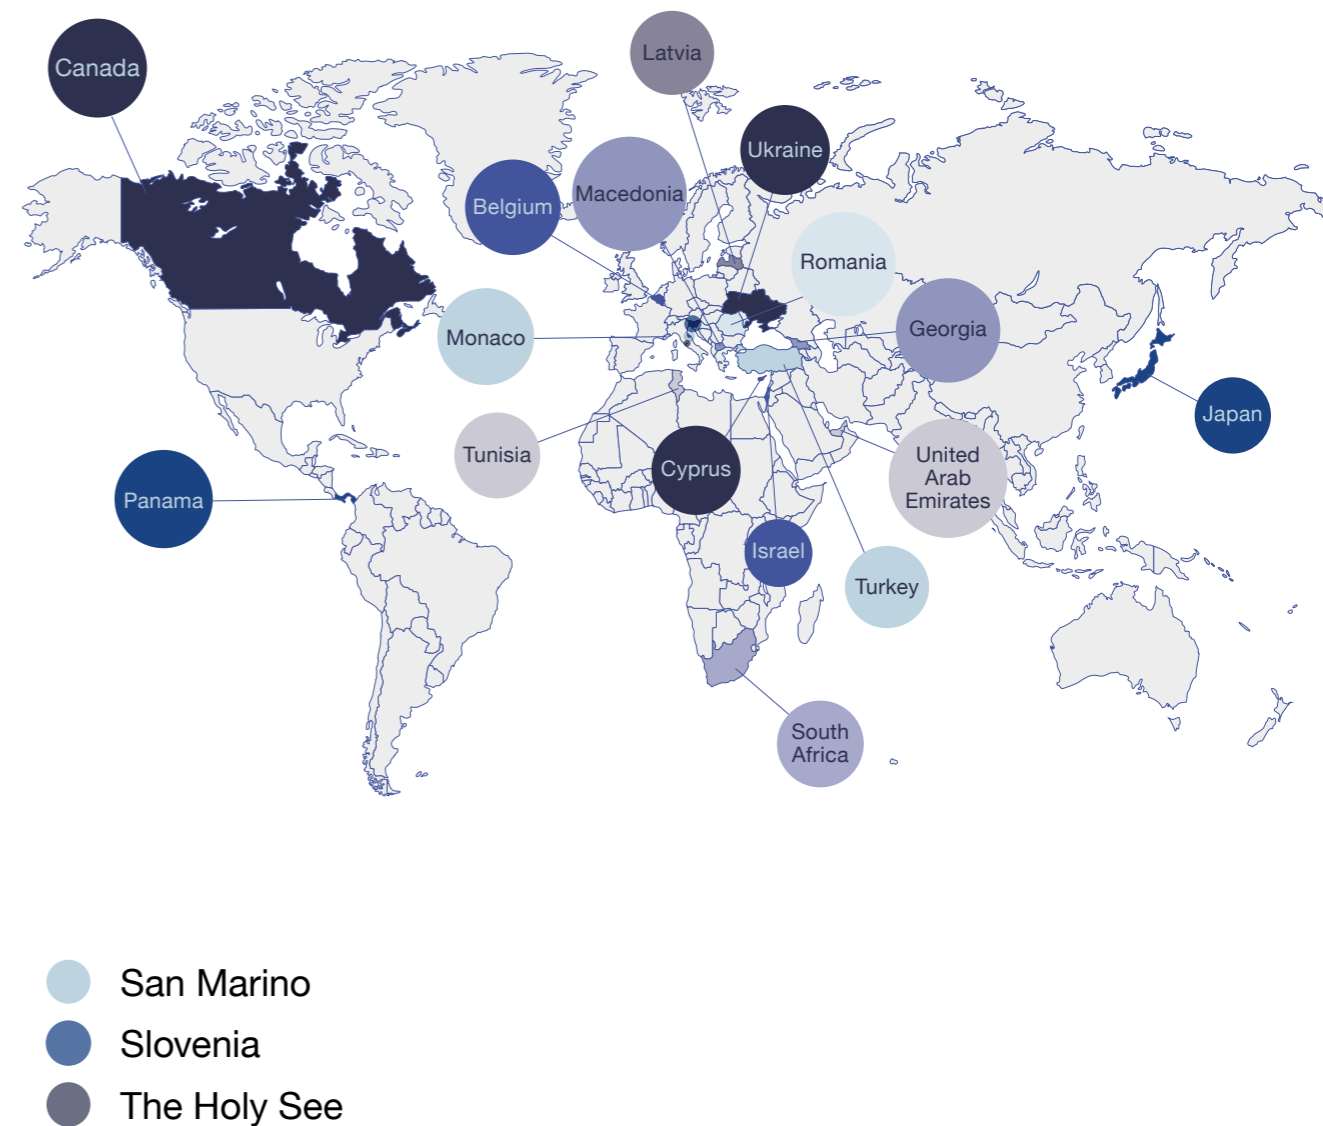 Latvia
Canada
Ukraine
Macedonia
Belgium
Romania
Georgia
Monaco
Japan
Tunisia
Cyprus
United
Arab
Emirates
Panama
Israel
Turkey
South
Africa
San Marino
Slovenia
The Holy See